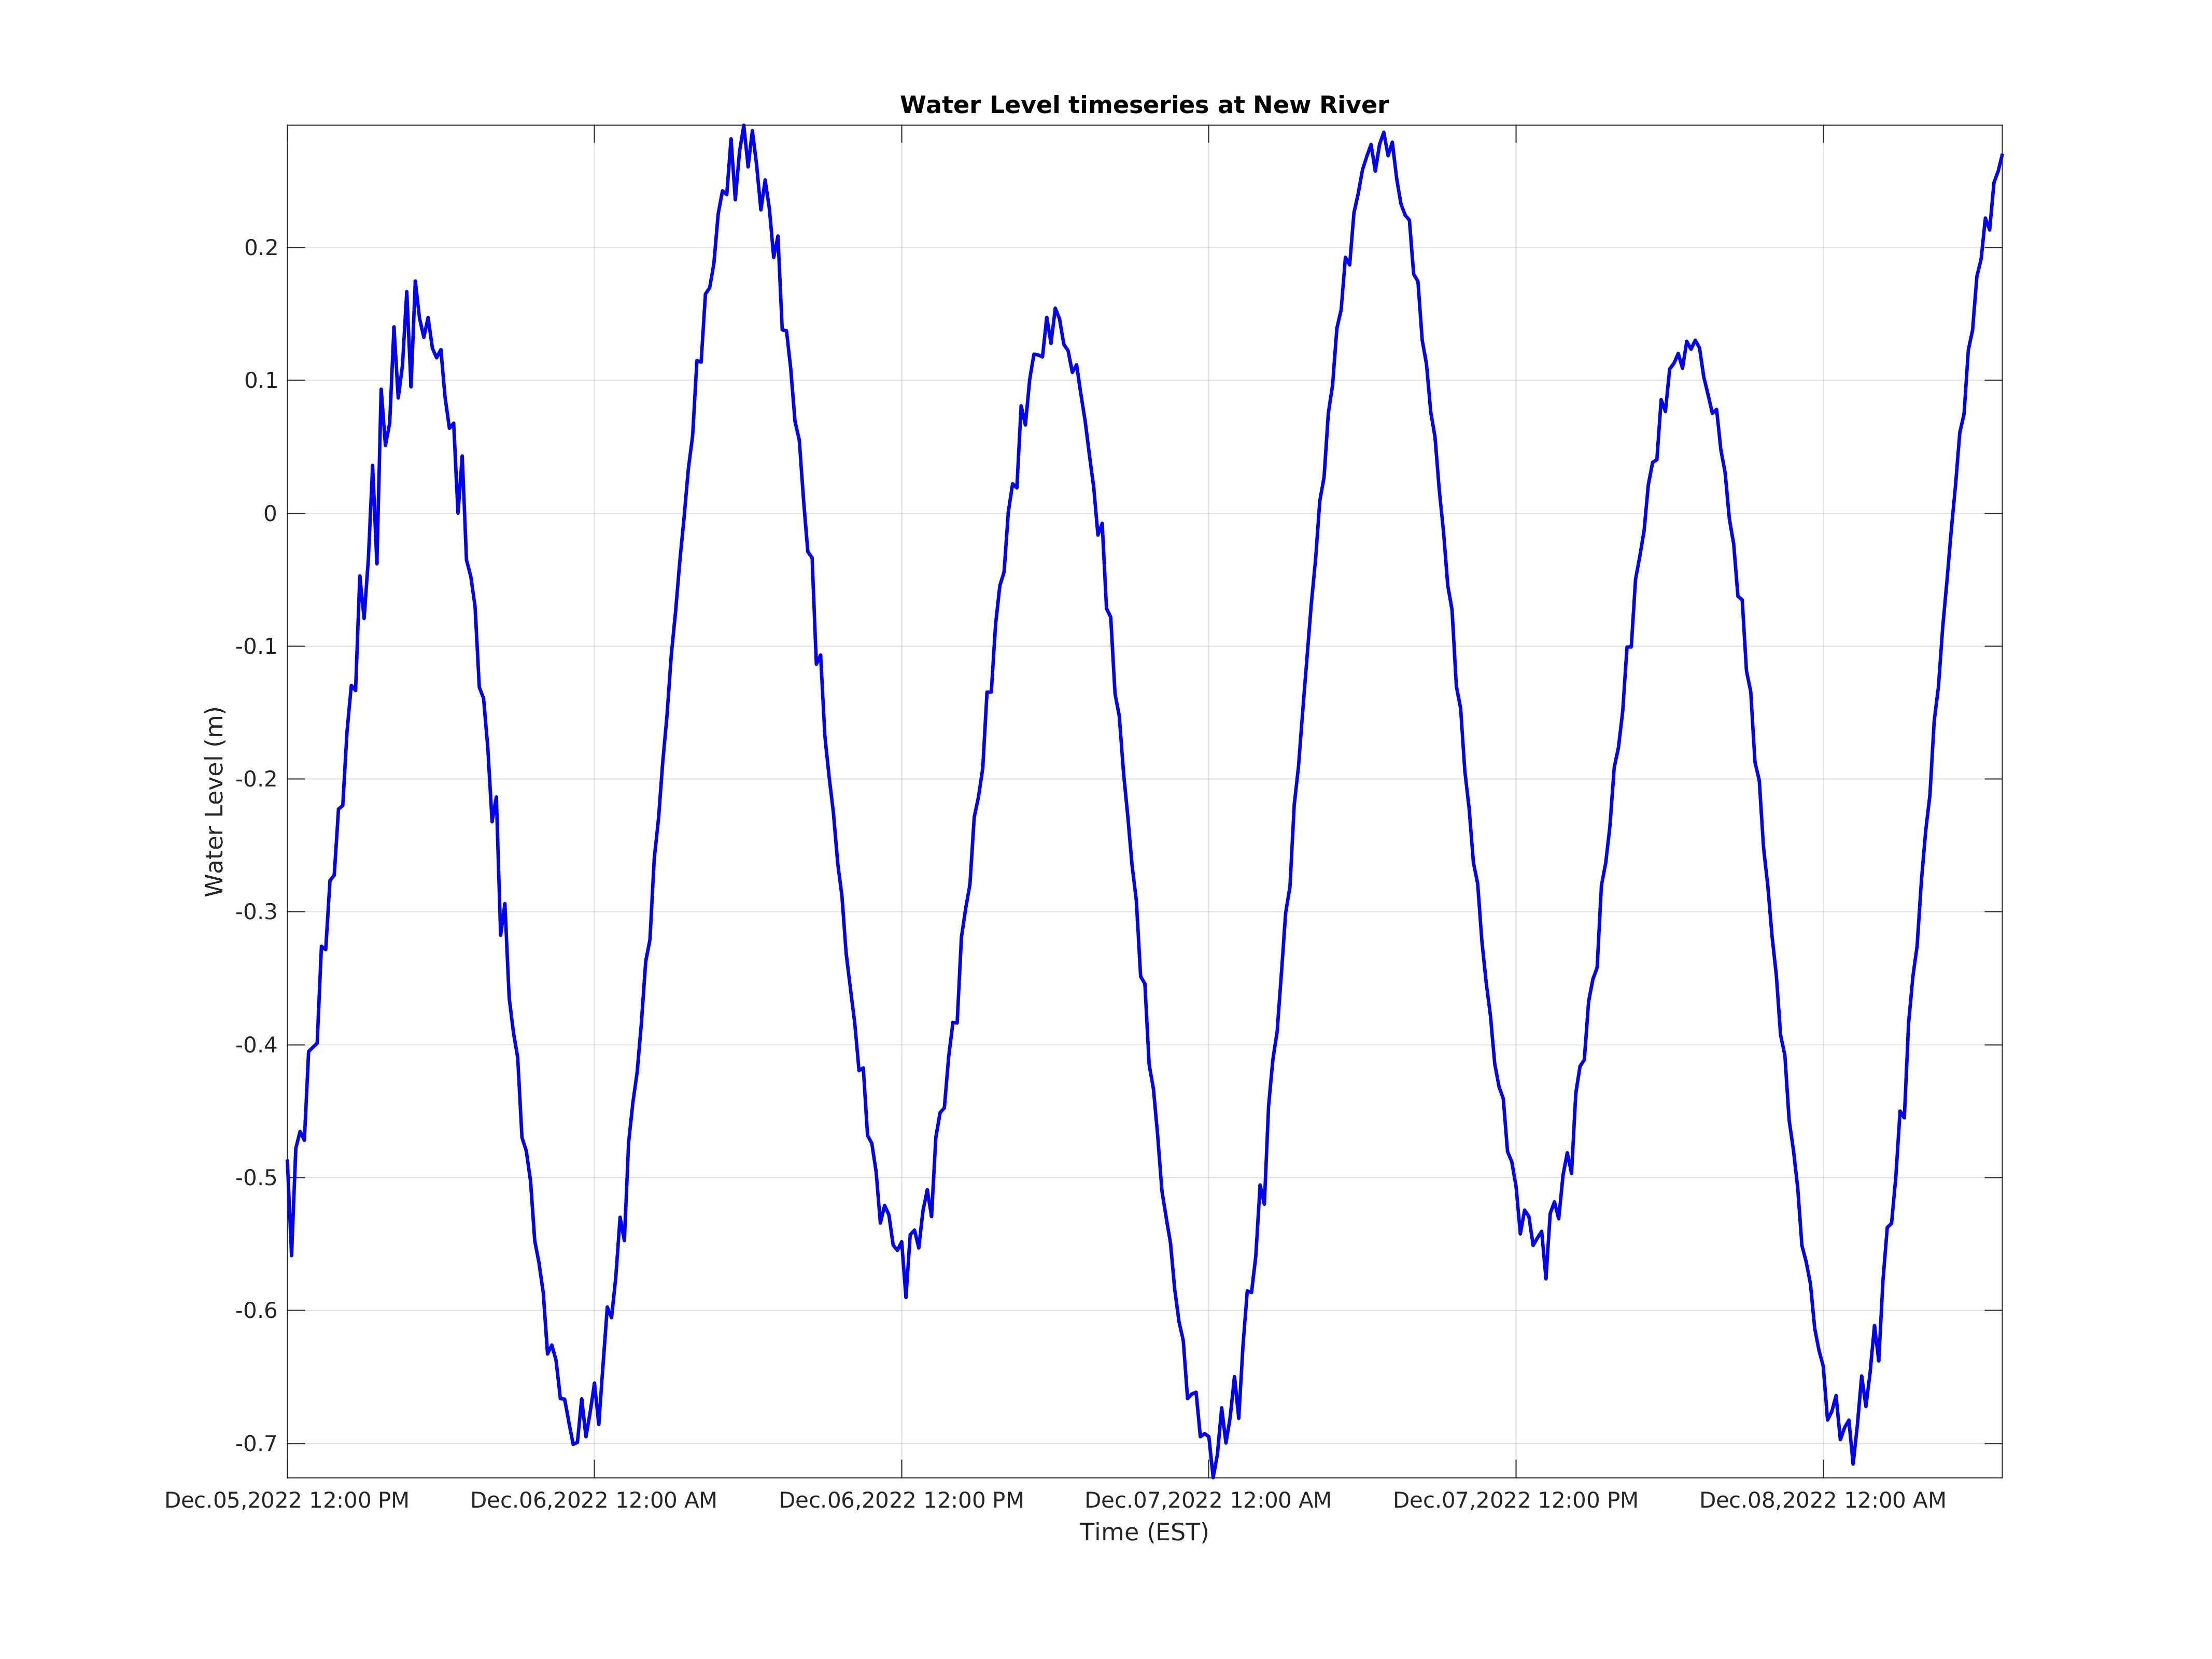 Water Level timeseries at New River
0.2
0.1
0
-0.1
-0.2
-0.3
-0.4
-0.5
-0.6
-0.7
Water Level (m)
Dec.05,2022 12:00 PM
Dec.06,2022 12:00 AM
Dec.06,2022 12:00 PM
Dec.07,2022 12:00 AM
Dec.07,2022 12:00 PM
Dec.08,2022 12:00 AM
Time (EST)